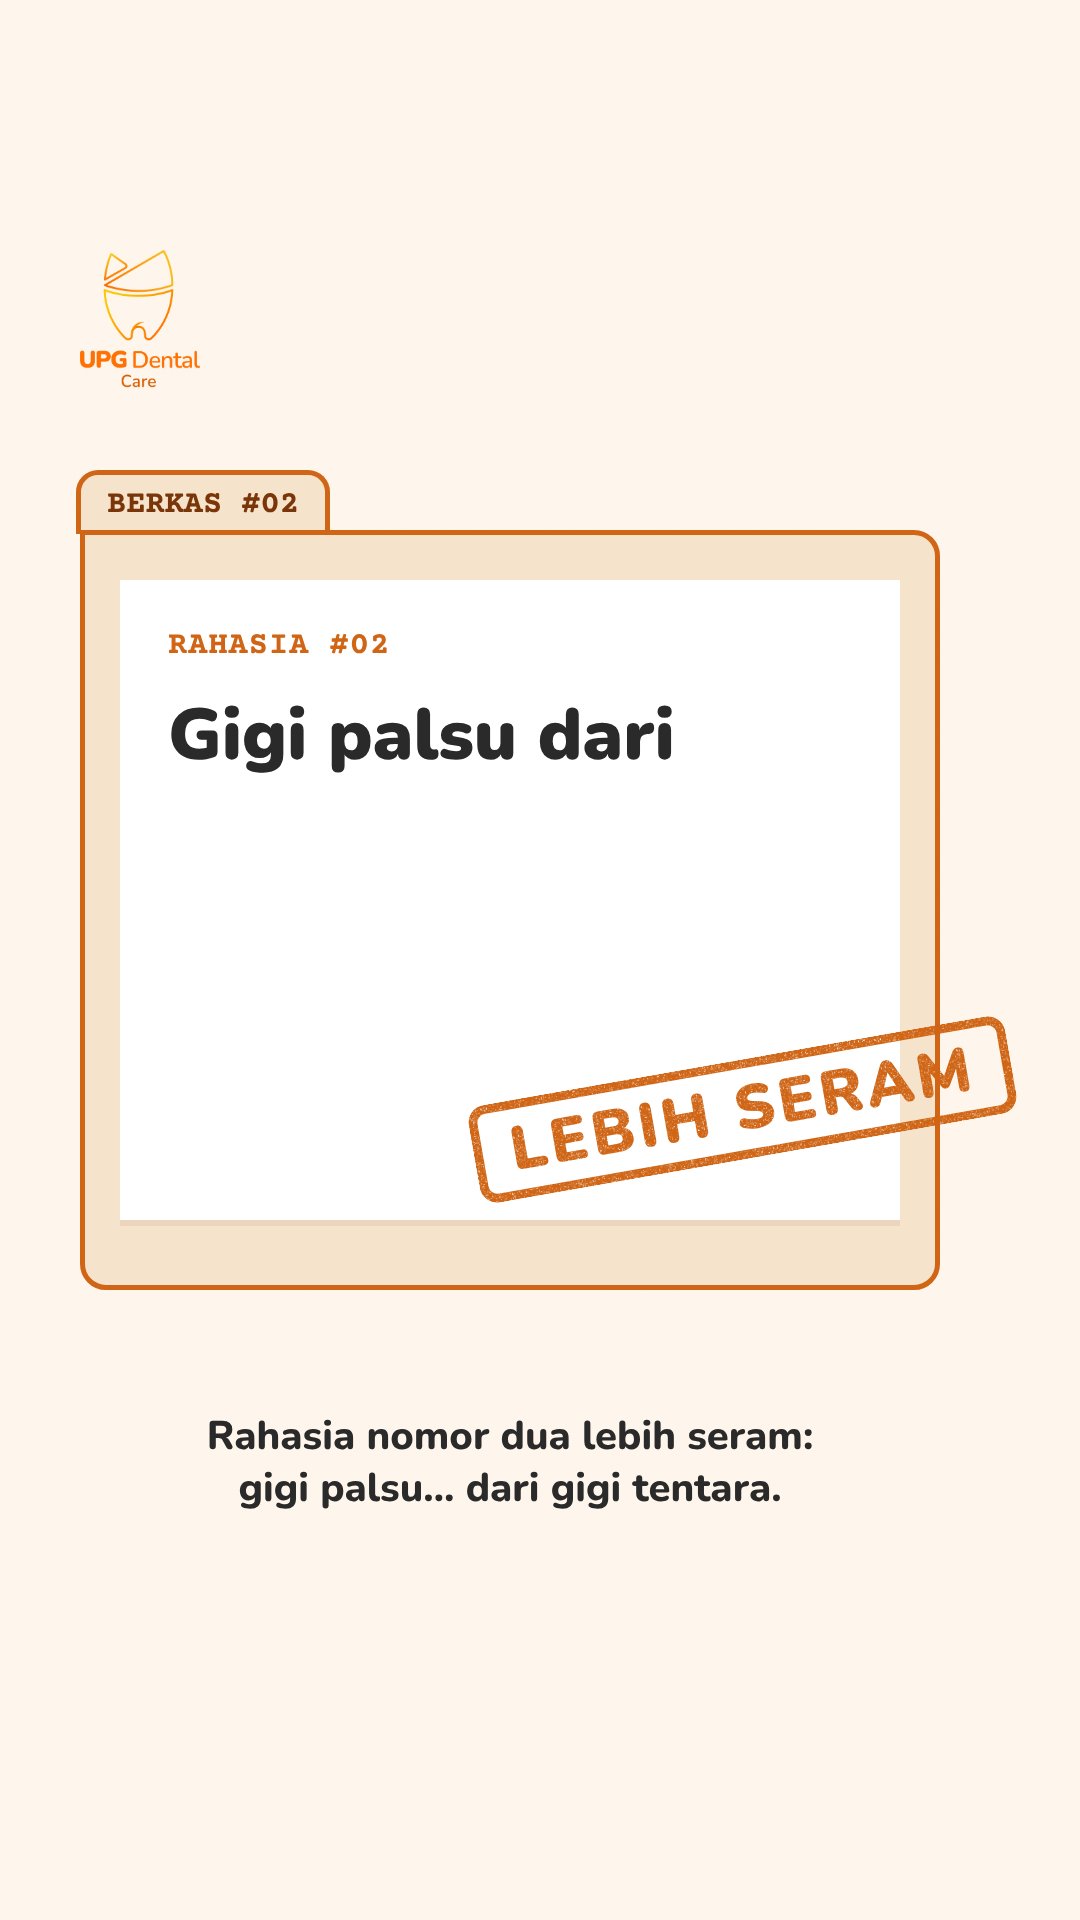 UPG Dental
Care
BERKAS #02
RAHASIA #02
Gigi palsu dari
LEBIH SERAM
Rahasia nomor dua lebih seram:
gigi palsu... dari gigi tentara.